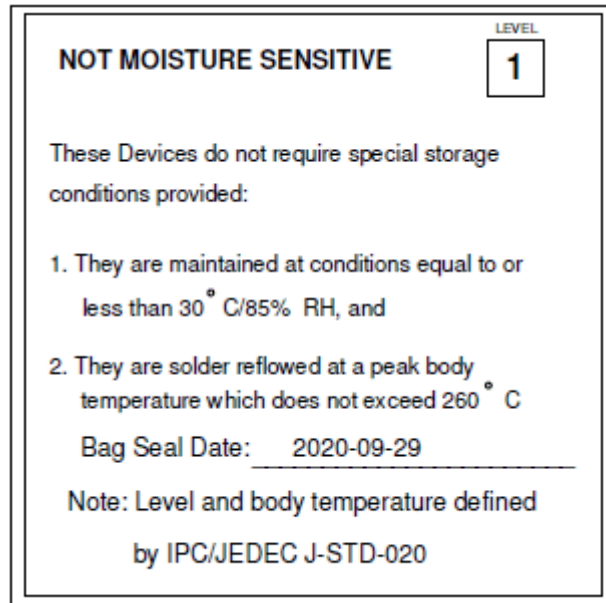 LEVEL
NOT MOISTURE SENSITIVE
1
These Devices do not require special storage
conditions provided:
1. They are maintained at conditions equal to or
less than 30° C/85% RH, and
2. They are solder reflowed at a peak body
temperature which does not exceed 260° C
Bag Seal Date: 2020-09-29
Note: Level and body temperature defined
by IPC/JEDEC J-STD-020